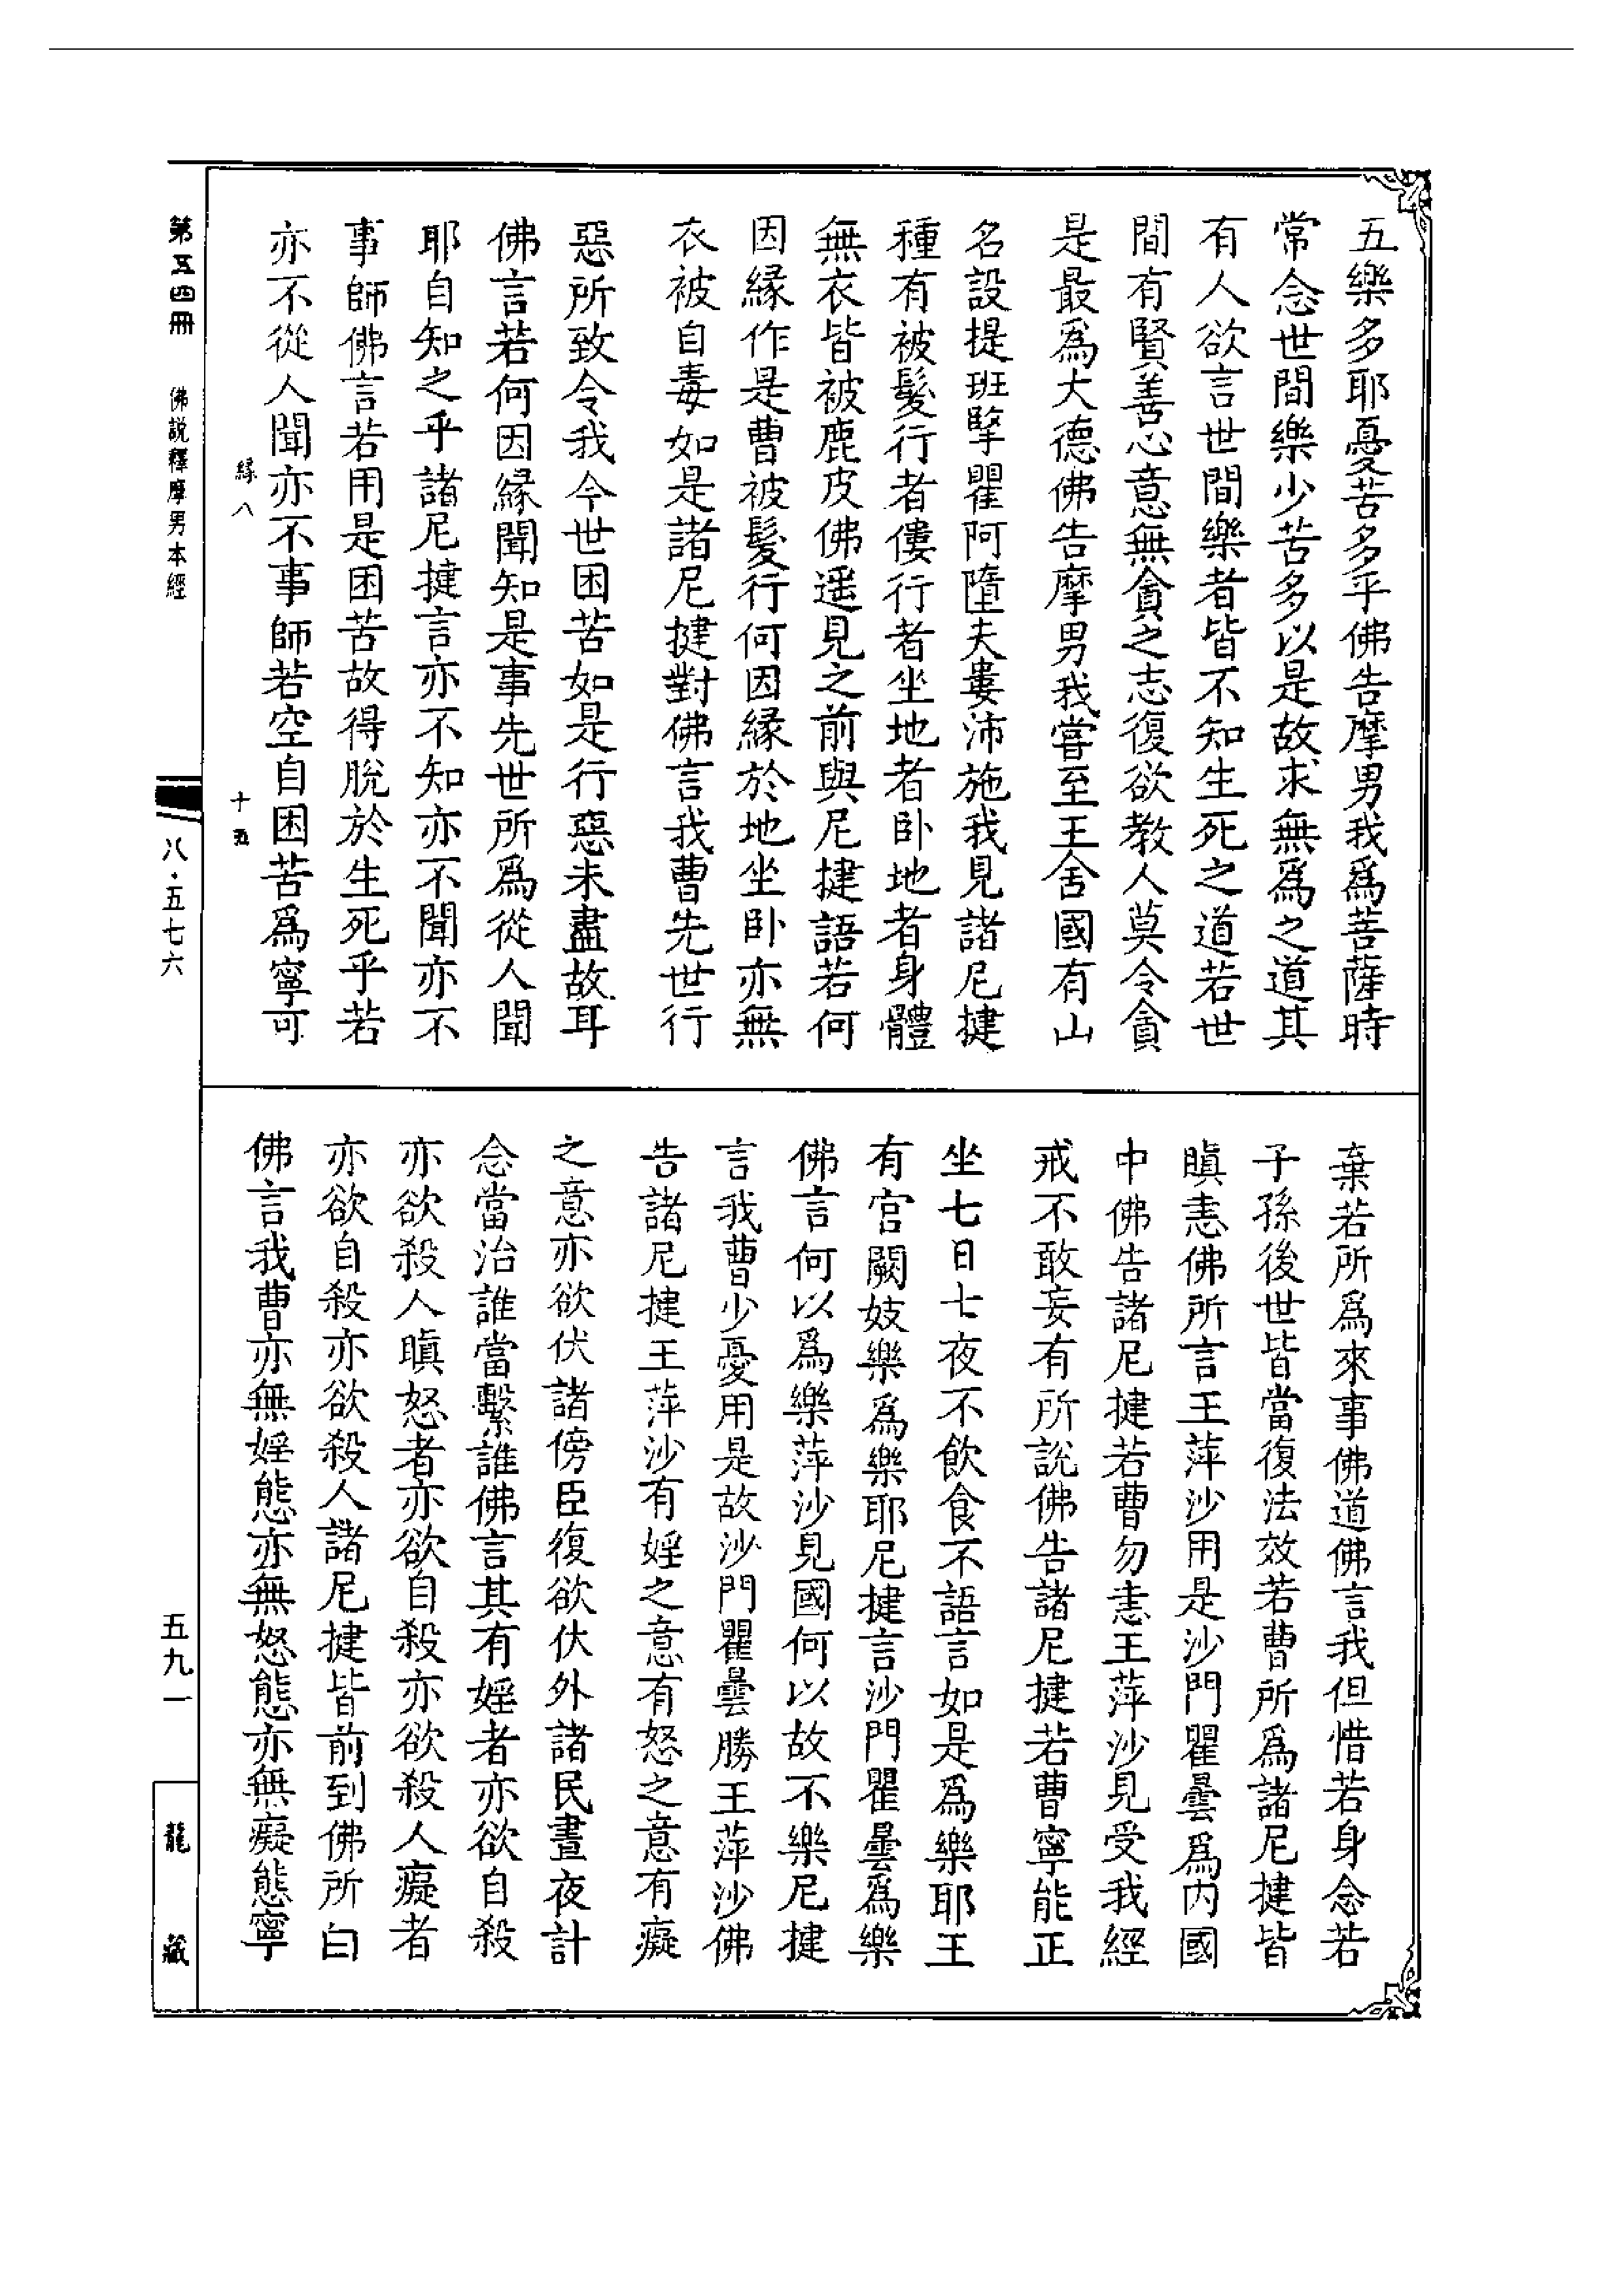 五樂多耶憂苦多乎佛告摩男我爲菩薩時
常念世間樂少苦多以是故求無爲之道其
有人欲言世間樂者皆不知生死之道若世
間有賢善心意無貪之志復欲教人莫令貪
是最爲大德佛告摩男我嘗至王舍國有山
名設提班𢫮瞿阿墮夫婁沛施我見諸尼揵
種有被髮行者僂行者坐地者卧地者身體
無衣皆被鹿皮佛遥見之前與尼揵語若何
因緣作是曹被髮行何因緣於地坐卧亦無
衣被自毒如是諸尼揵對佛言我曹先世行
惡所致令我今世困苦如是行惡未盡故耳
佛言若何因緣聞知是事先世所爲從人聞
耶自知之乎諸尼揵言亦不知亦不聞亦不
事師佛言若用是困苦故得脫於生死乎若
亦不從人聞亦不事師若空自困苦爲寧可
緣八
十五
棄若所爲來事佛道佛言我但惜若身念若
子孫後世皆當復法效若曹所爲諸尼揵皆
瞋恚佛所言王蓱沙用是沙門瞿曇爲內國
中佛告諸尼揵若曹勿恚王蓱沙見受我經
戒不敢妄有所說佛告諸尼揵若曹寧能正
坐七日七夜不飲食不語言如是爲樂耶王
有宮闕妓樂爲樂耶尼揵言沙門瞿曇爲樂
佛言何以爲樂蓱沙見國何以故不樂尼揵
言我曹少憂用是故沙門瞿曇勝王蓱沙佛
告諸尼揵王蓱沙有婬之意有怒之意有癡
之意亦欲伏諸傍臣復欲伏外諸民晝夜計
念當治誰當繫誰佛言其有婬者亦欲自殺
亦欲殺人瞋怒者亦欲自殺亦欲殺人癡者
亦欲自殺亦欲殺人諸尼揵皆前到佛所白
佛言我曹亦無婬態亦無怒態亦無癡態寧
第五四冊
佛說釋摩男本經
八·五七六
五九一
龍藏